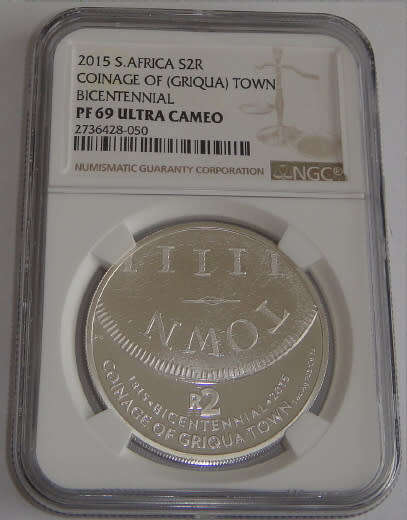 2015 S.AFRICA S2R
COINAGE OF (GRIQUA) TOWN
BICENTENNIAL
PF 69 ULTRA CAMEO
2736428-050
NUMISMATIC GUARANTY CORPORATION
NGC®
IIIII
TOWN
R2
1815•BICENTENNIAL•2015
COINAGE OF GRIQUA TOWN